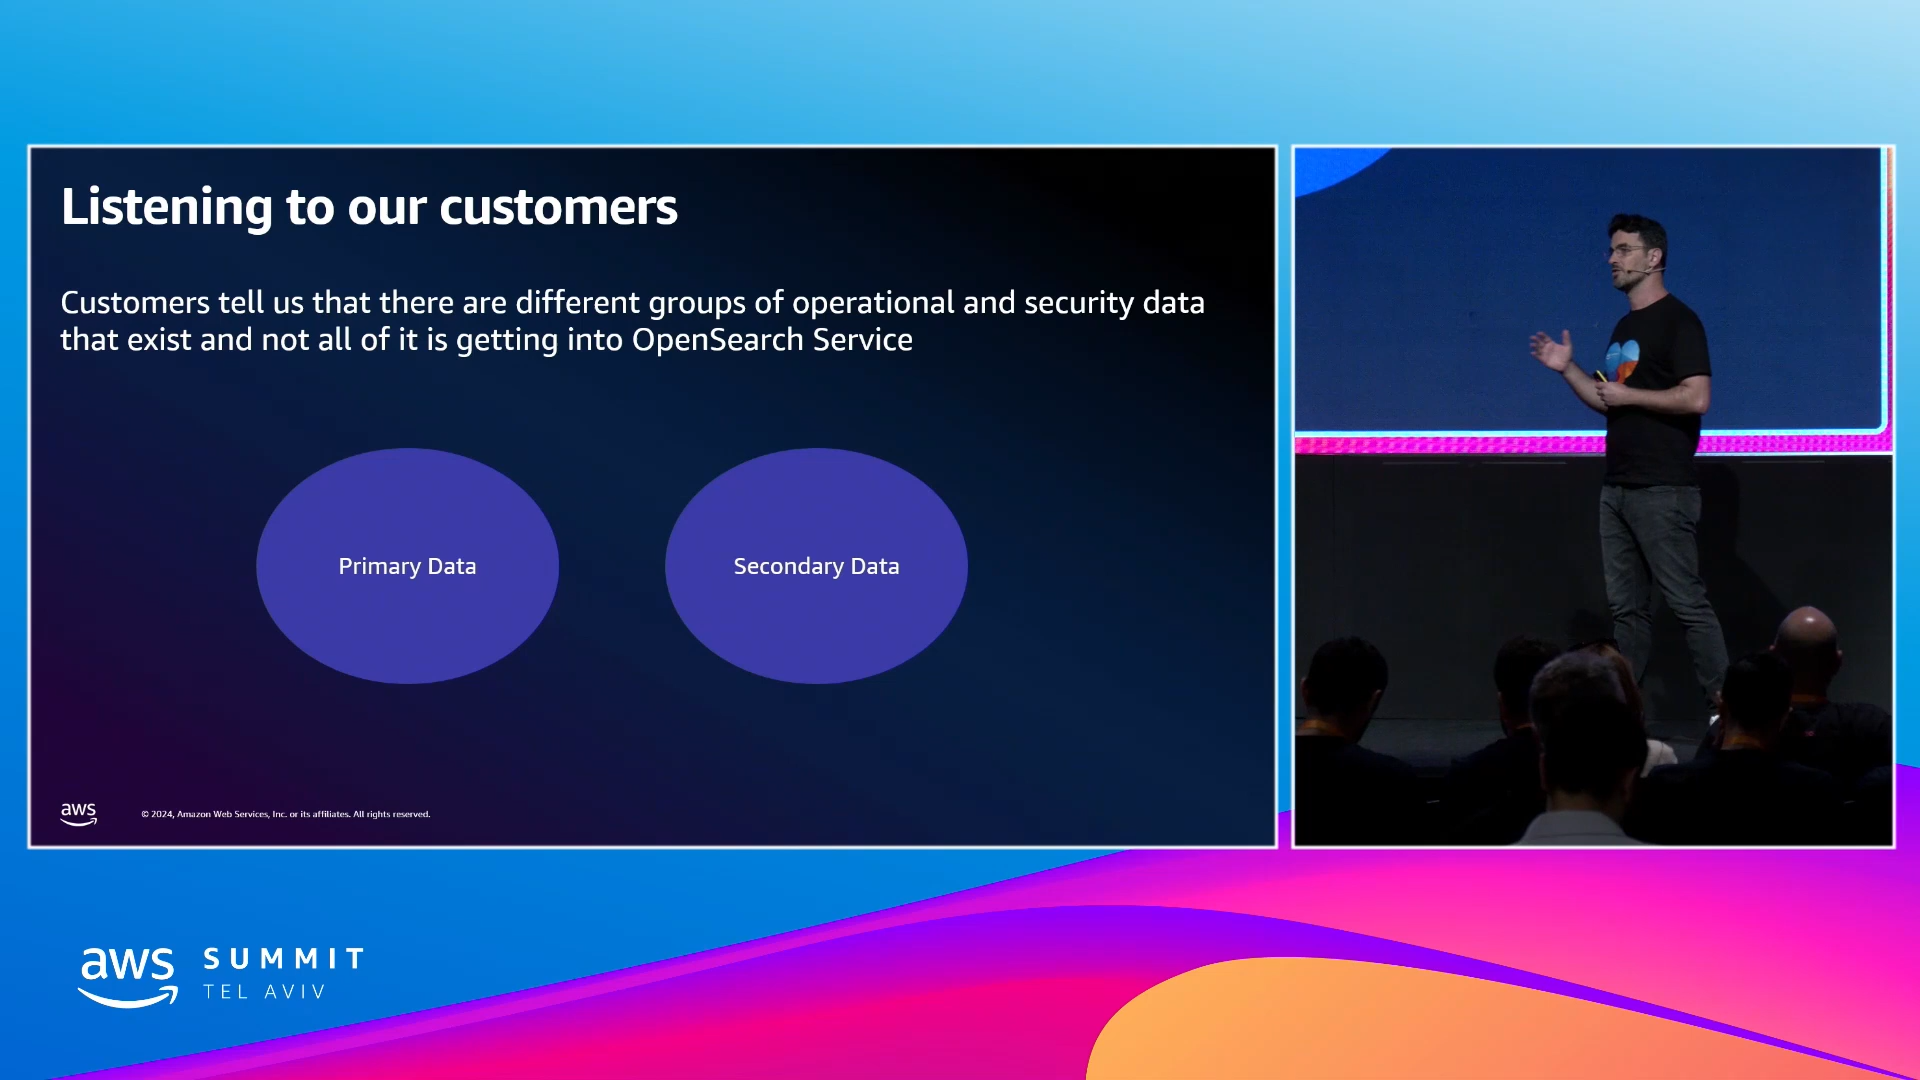 Listening to our customers
Customers tell us that there are different groups of operational and security data
that exist and not all of it is getting into OpenSearch Service
Primary Data
Secondary Data
aws
© 2024, Amazon Web Services, Inc. or its affiliates. All rights reserved.
aws
SUMMIT
TEL AVIV